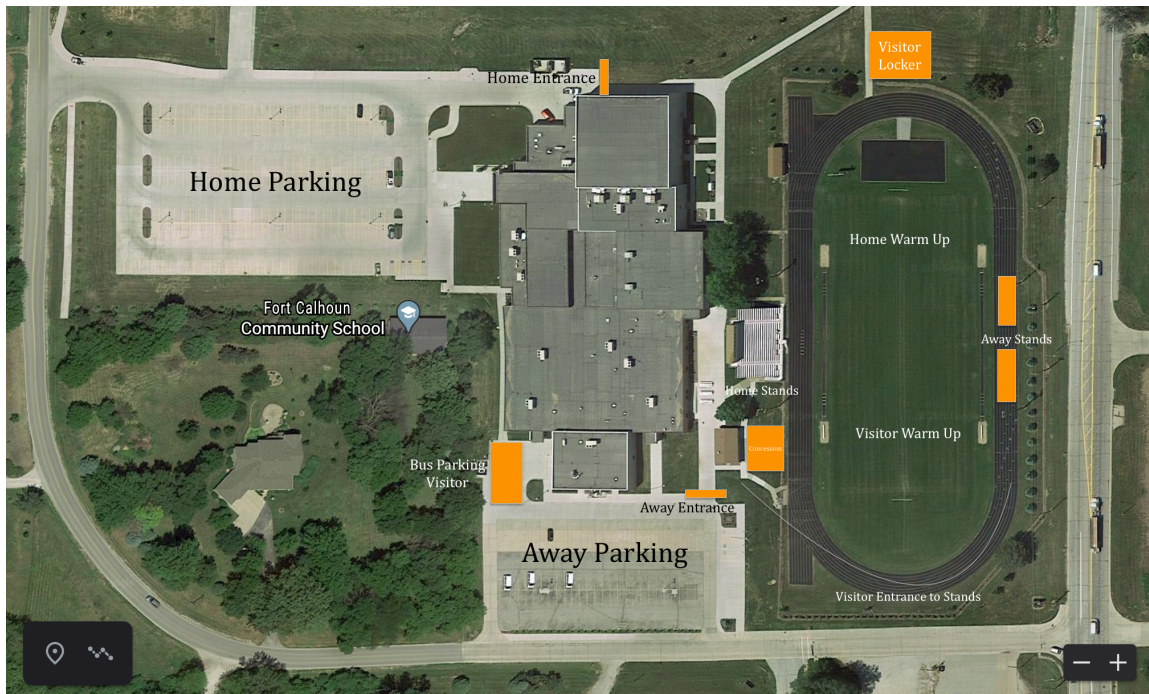 Visitor
Locker
Home Entrance
Home Parking
Home Warm Up
Fort Calhoun
Community School
Away Stands
Home Stands
Visitor Warm Up
Concession
Bus Parking
Visitor
Away Entrance
Away Parking
Visitor Entrance to Stands